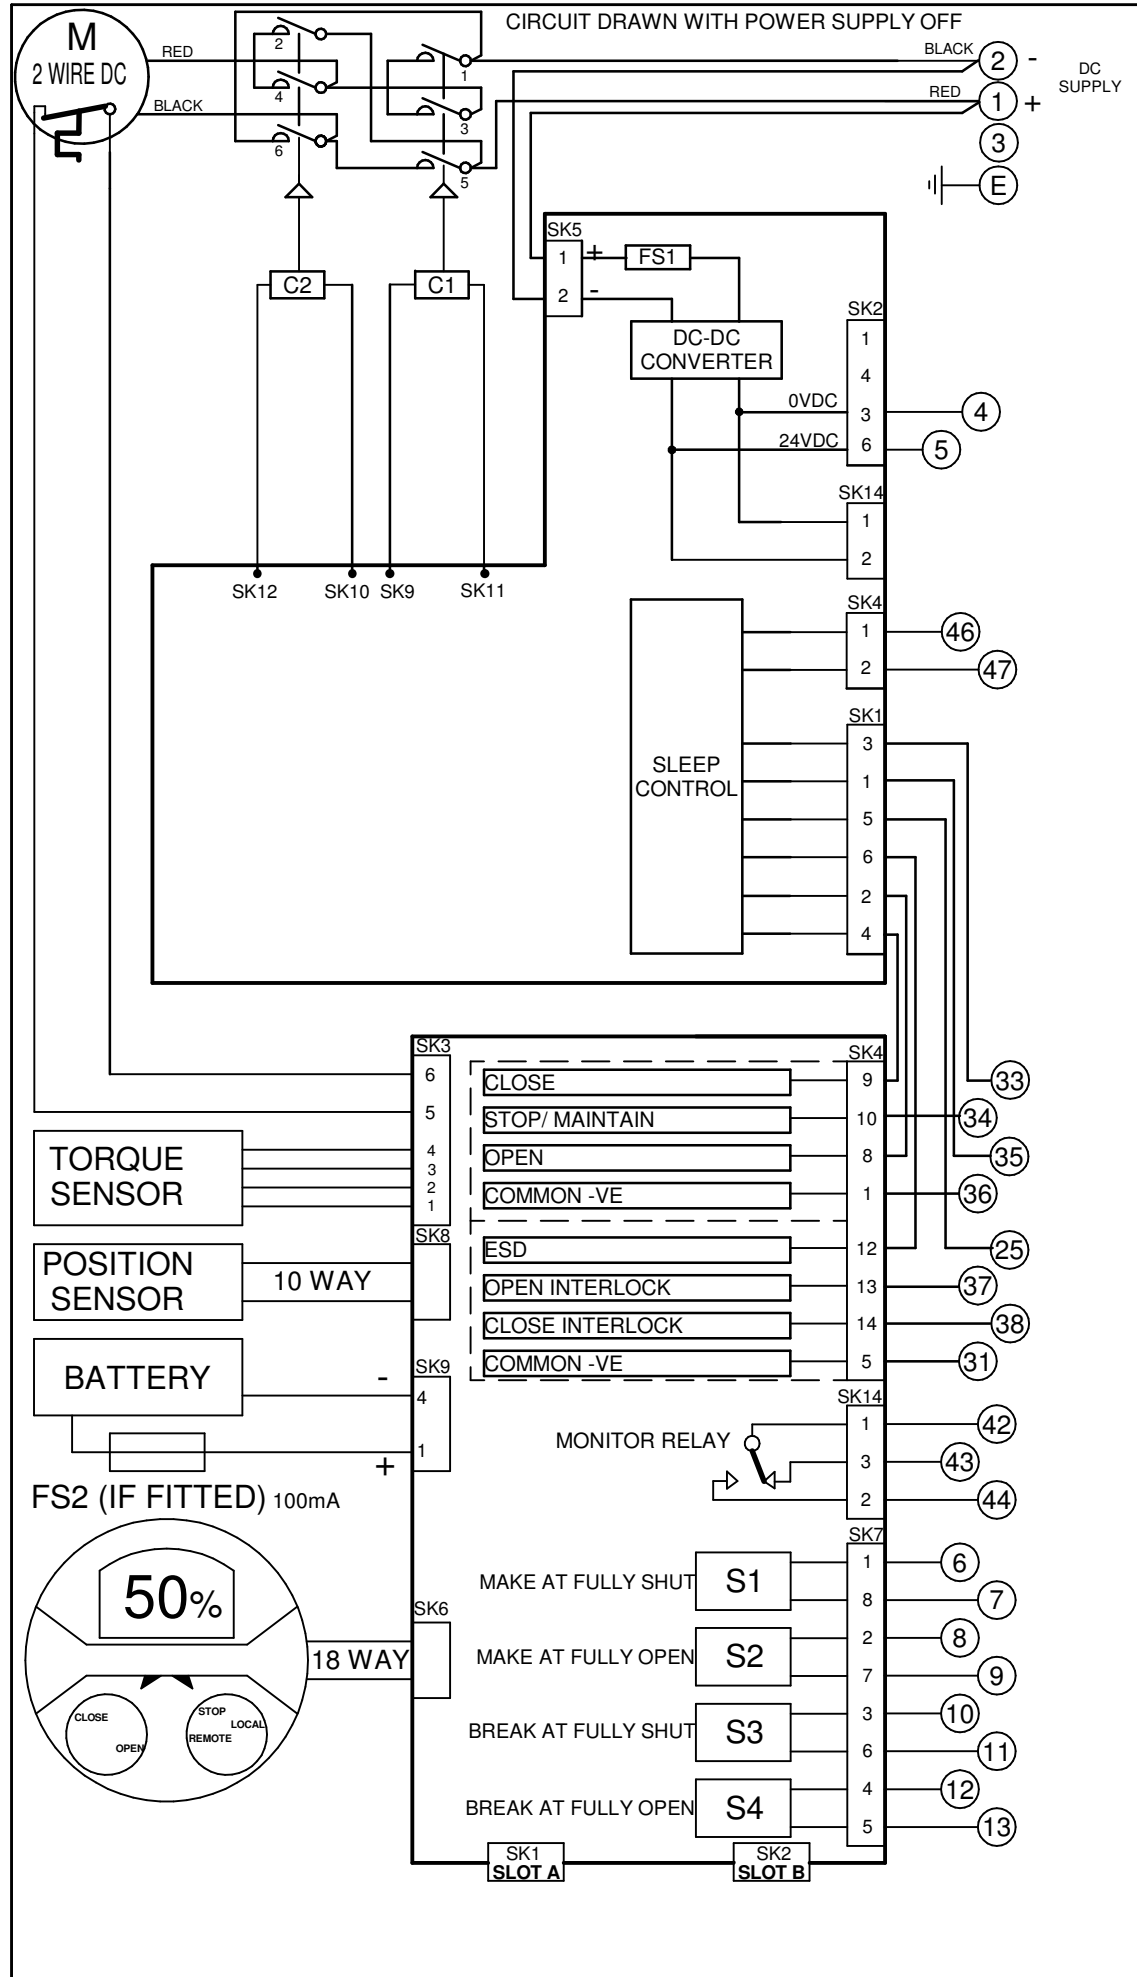 CIRCUIT DRAWN WITH POWER SUPPLY OFF
M
2 WIRE DC
RED
BLACK
2
4
6
1
3
5
BLACK
2 -
RED
1 +
DC
SUPPLY
3
E
C2
C1
SK12
SK10
SK9
SK11
SK5
1 +
2 -
FS1
DC-DC
CONVERTER
0VDC
24VDC
SK2
1
4
3
6
4
5
SK14
1
2
SLEEP
CONTROL
SK4
1
2
46
47
SK1
3
1
5
6
2
4
SK3
6
5
4
3
2
1
TORQUE
SENSOR
SK8
POSITION
SENSOR
10 WAY
BATTERY
SK9
- 4
+ 1
FS2 (IF FITTED) 100mA
50%
CLOSE
OPEN
STOP
LOCAL
REMOTE
18 WAY
SK6
SK4
CLOSE 9 33
STOP/ MAINTAIN 10 34
OPEN 8 35
COMMON -VE 1 36
ESD 12 25
OPEN INTERLOCK 13 37
CLOSE INTERLOCK 14 38
COMMON -VE 5 31
SK14
MONITOR RELAY
1 42
3 43
2 44
SK7
MAKE AT FULLY SHUT S1
1 6
8 7
MAKE AT FULLY OPEN S2
2 8
7 9
BREAK AT FULLY SHUT S3
3 10
6 11
BREAK AT FULLY OPEN S4
4 12
5 13
SK1
SLOT A
SK2
SLOT B